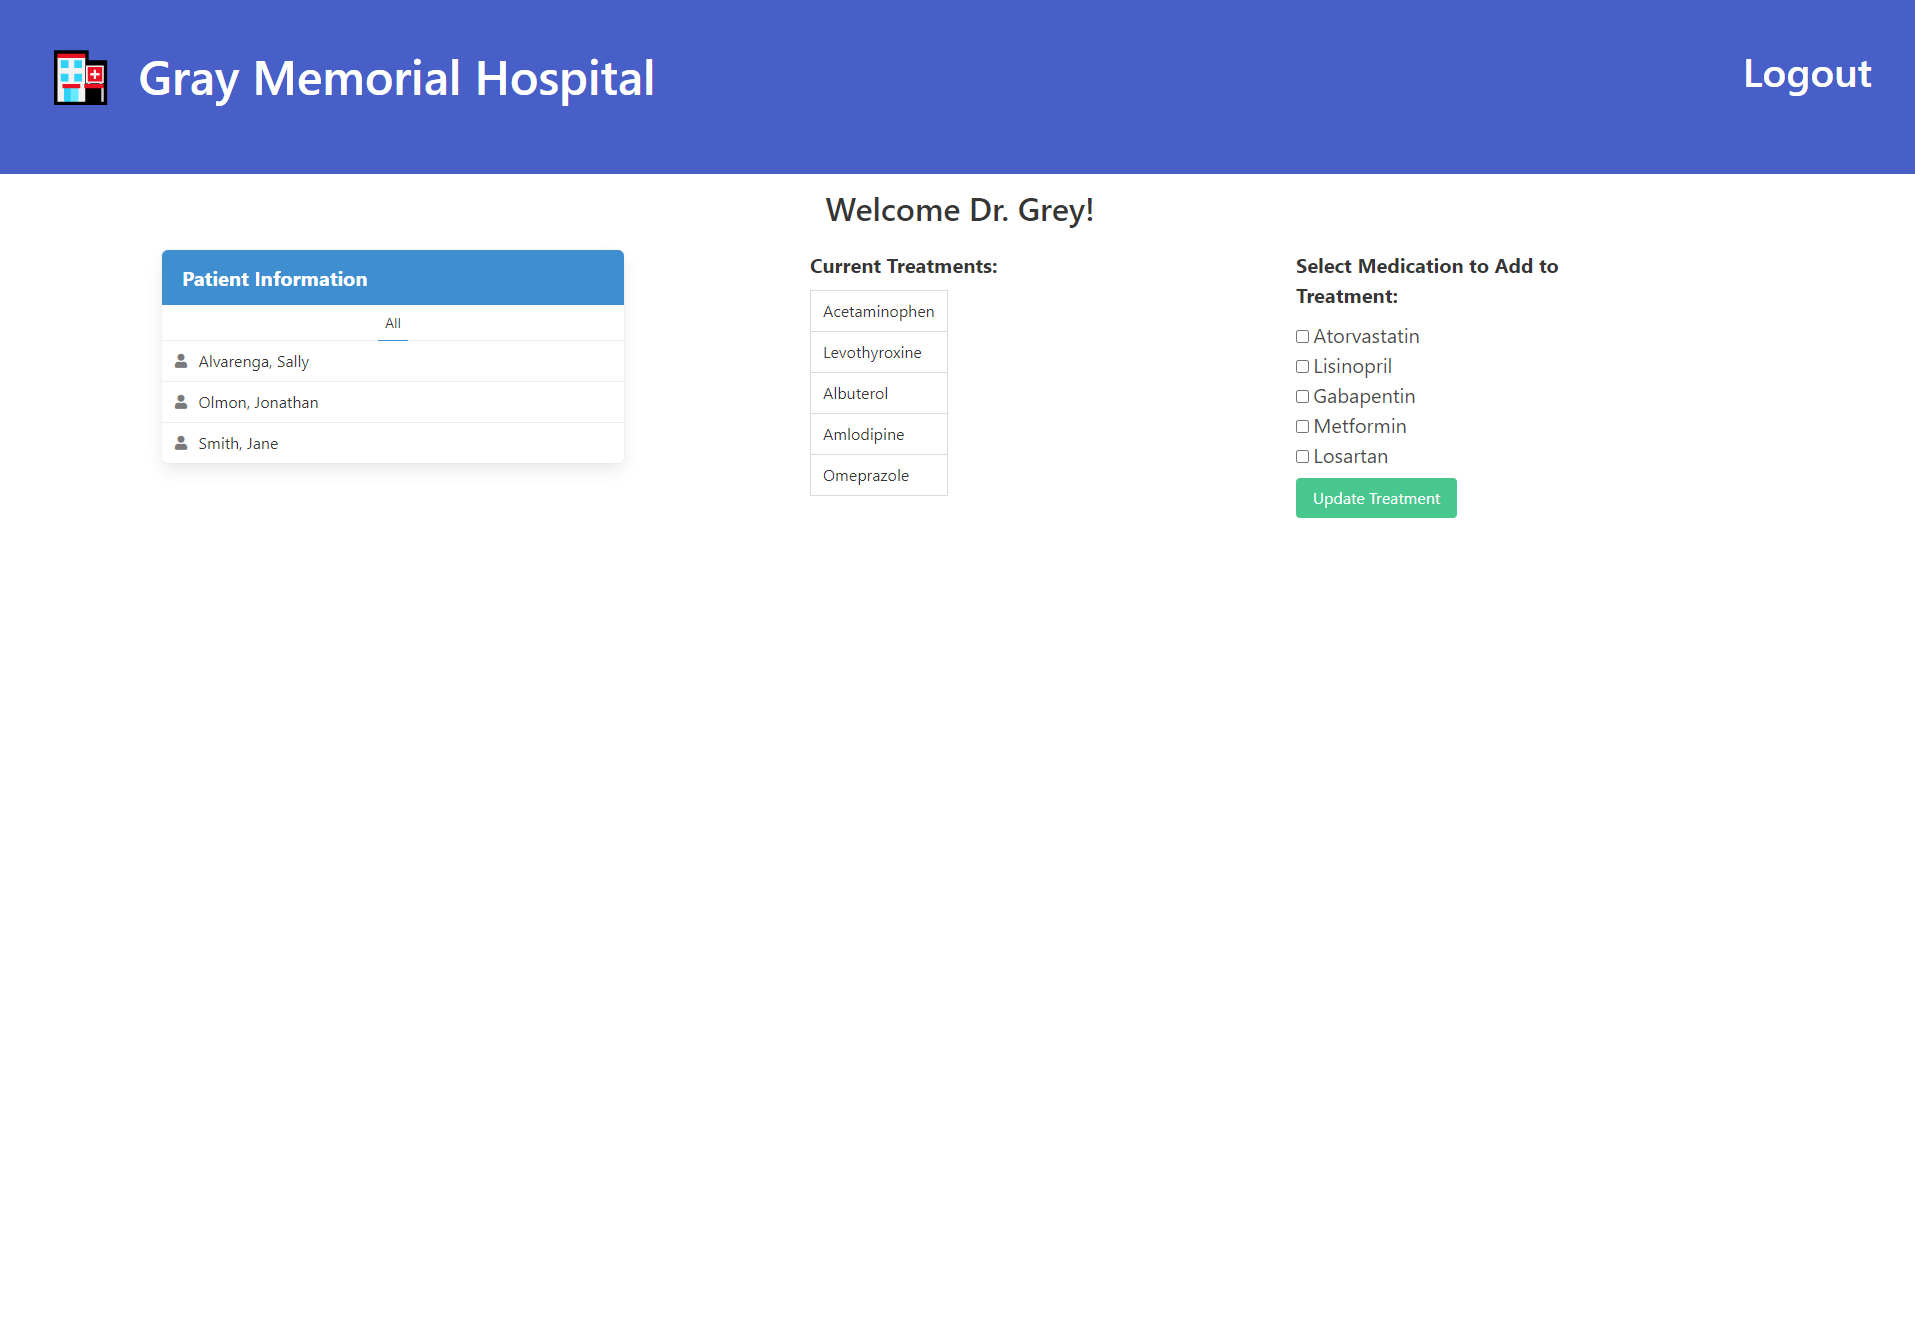 Gray Memorial Hospital
Logout
Welcome Dr. Grey!
Patient Information
All
Alvarenga, Sally
Olmon, Jonathan
Smith, Jane
Current Treatments:
Acetaminophen
Levothyroxine
Albuterol
Amlodipine
Omeprazole
Select Medication to Add to
Treatment:
Atorvastatin
Lisinopril
Gabapentin
Metformin
Losartan
Update Treatment